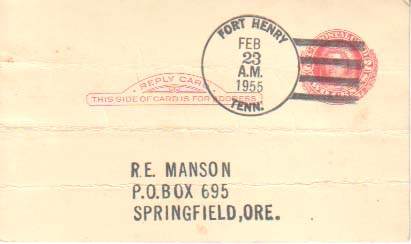 FORT HENRY
FEB
23
A.M.
1955
TENN.
REPLY CARD
THIS SIDE OF CARD IS FOR ADDRESS
R.E. MANSON
P.O.BOX 695
SPRINGFIELD,ORE.